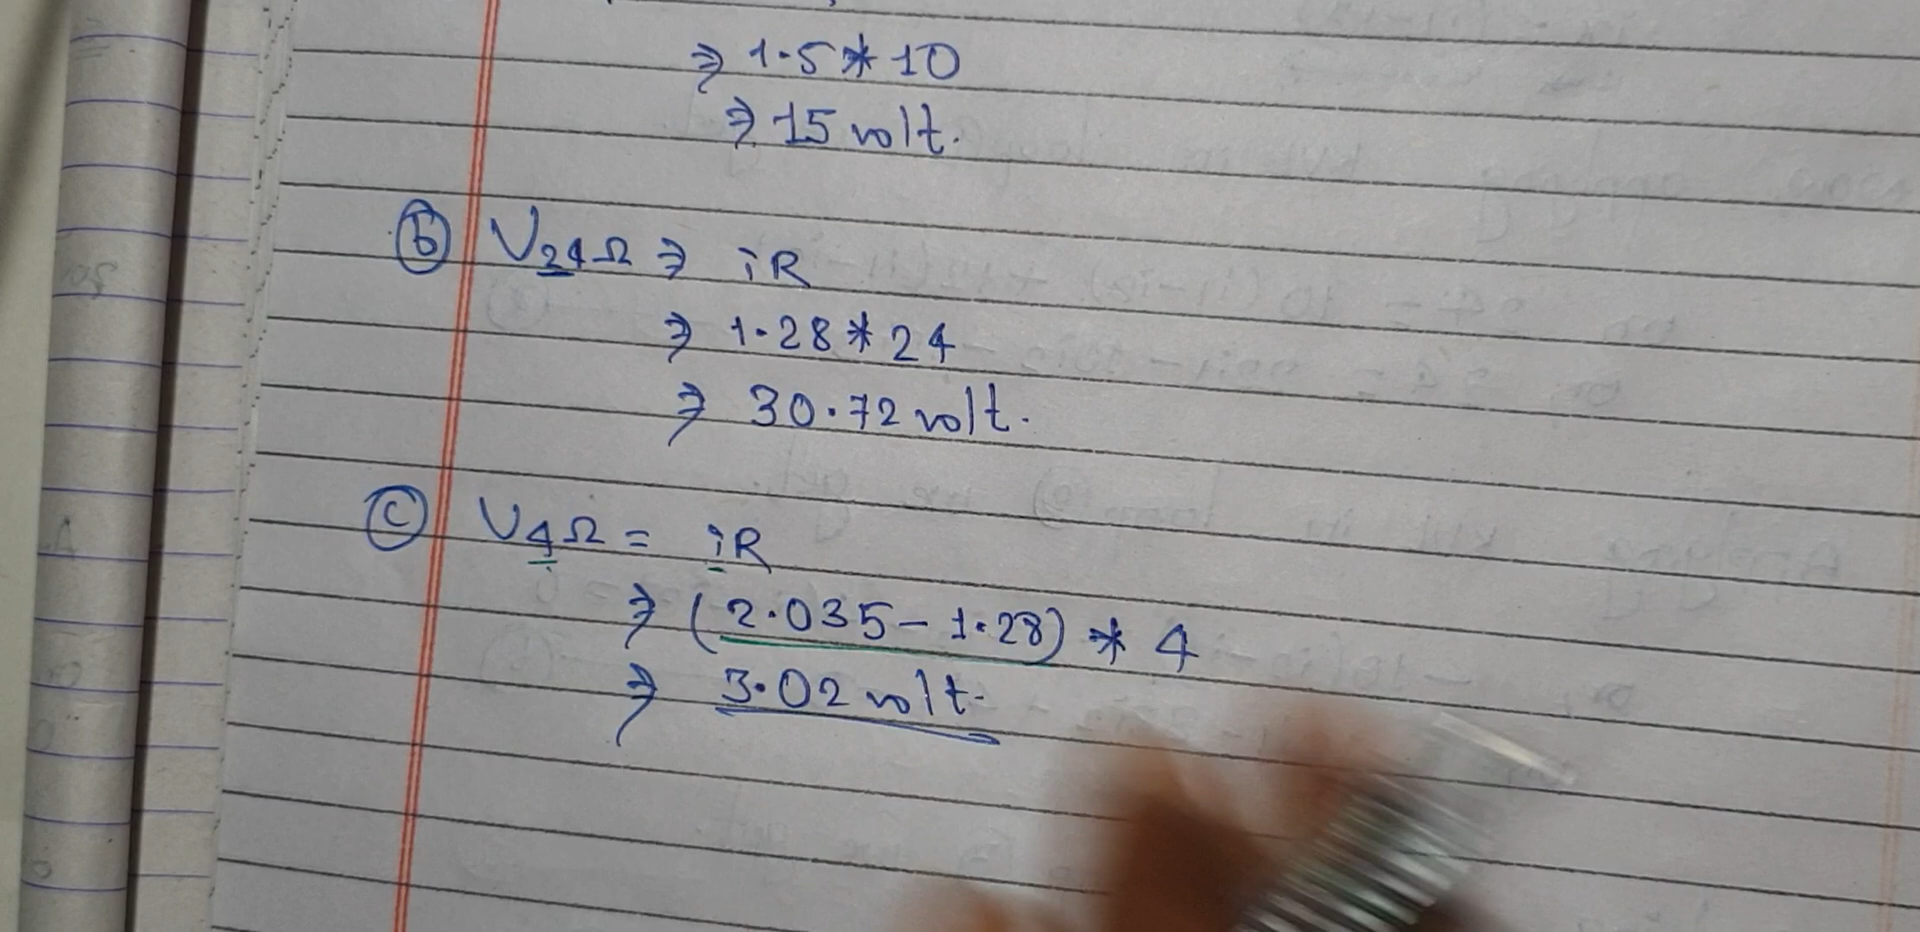 ⇒ 1.5 * 10
⇒ 15 volt.
(b) V24Ω ⇒ iR
⇒ 1.28 * 24
⇒ 30.72 volt.
(c) V4Ω = iR
⇒ (2.035 - 1.28) * 4
⇒ 3.02 volt.